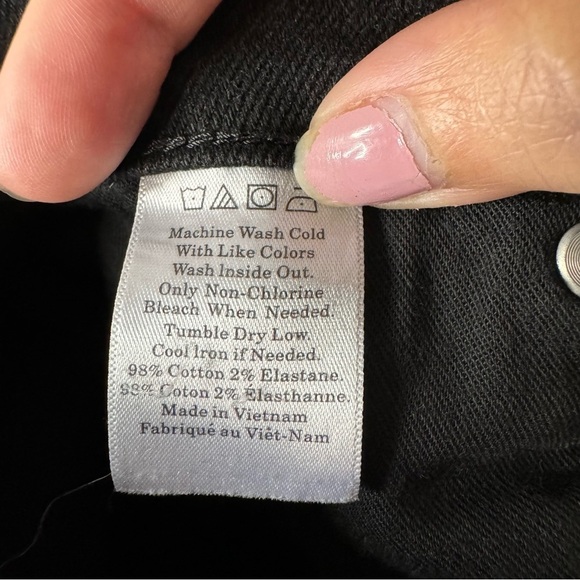 Machine Wash Cold
With Like Colors
Wash Inside Out.
Only Non-Chlorine
Bleach When Needed.
Tumble Dry Low.
Cool Iron if Needed.
98% Cotton 2% Elastane.
98% Coton 2% Elasthanne.
Made in Vietnam
Fabriqué au Viêt-Nam